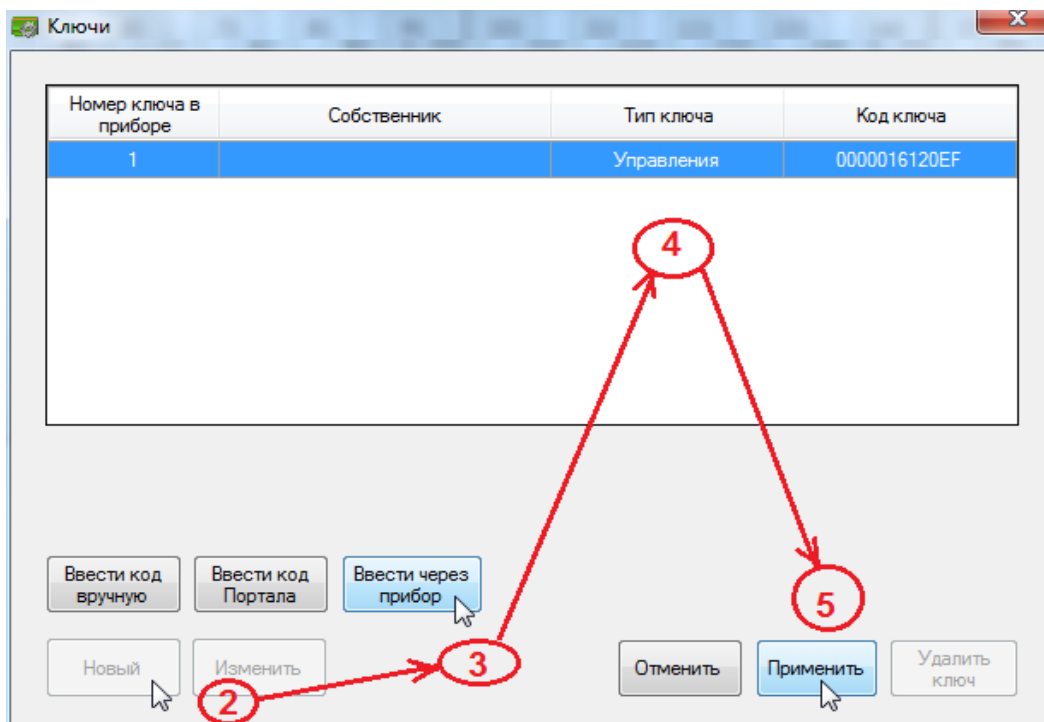 Ключи
x
Номер ключа в приборе
Собственник
Тип ключа
Код ключа
1
Управления
0000016120EF
4
5
Ввести код
вручную
Ввести код
Портала
Ввести через
прибор
Новый
Изменить
2
3
Отменить
Применить
Удалить
ключ